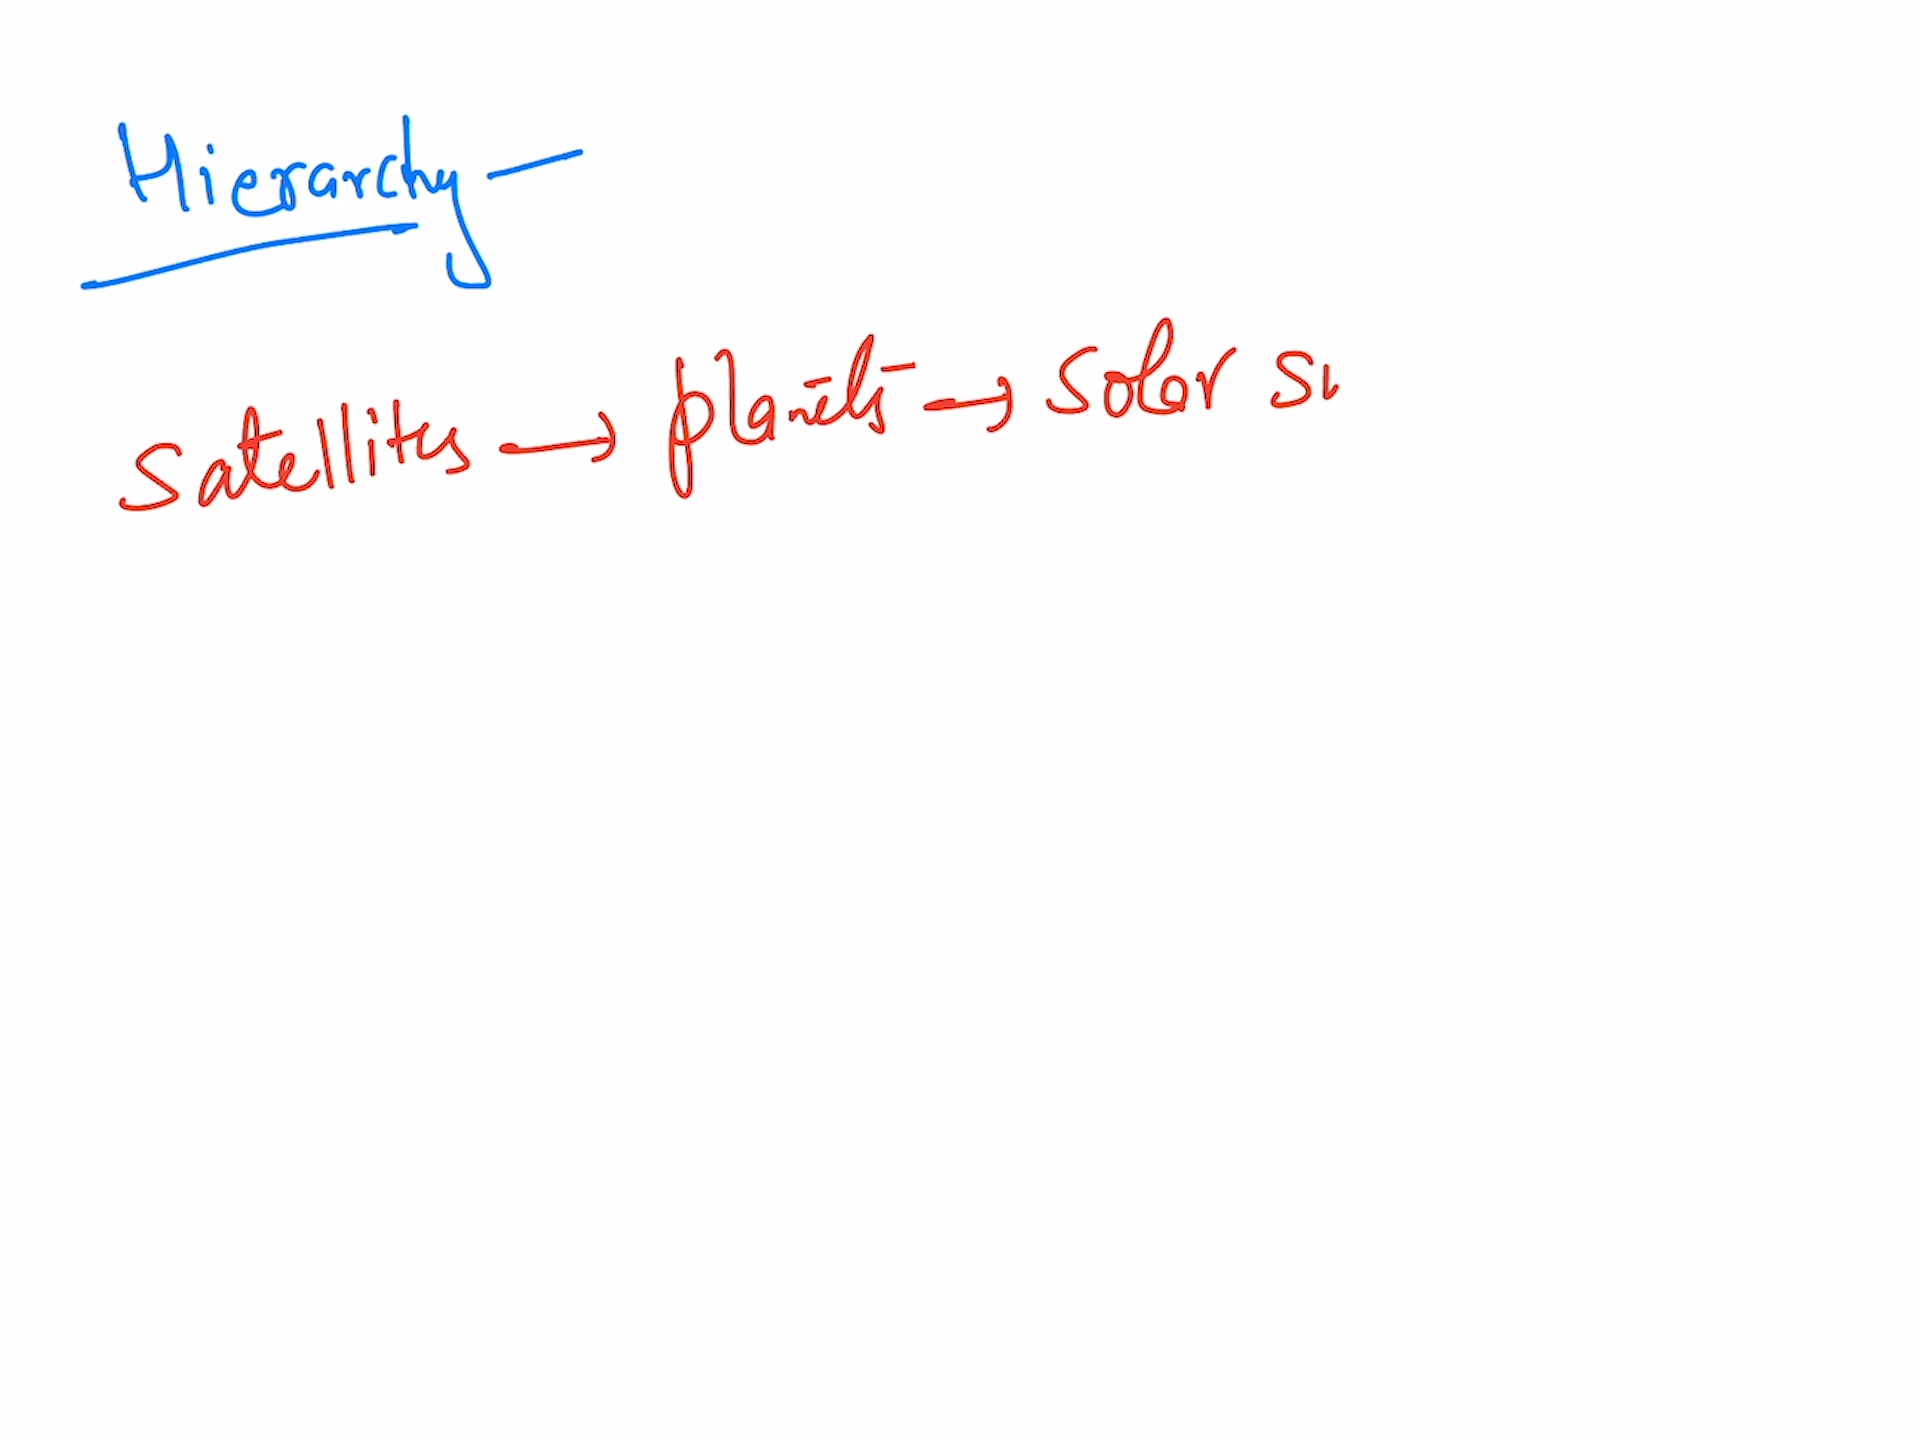 Hierarchy —
Satellites → planets → Solar